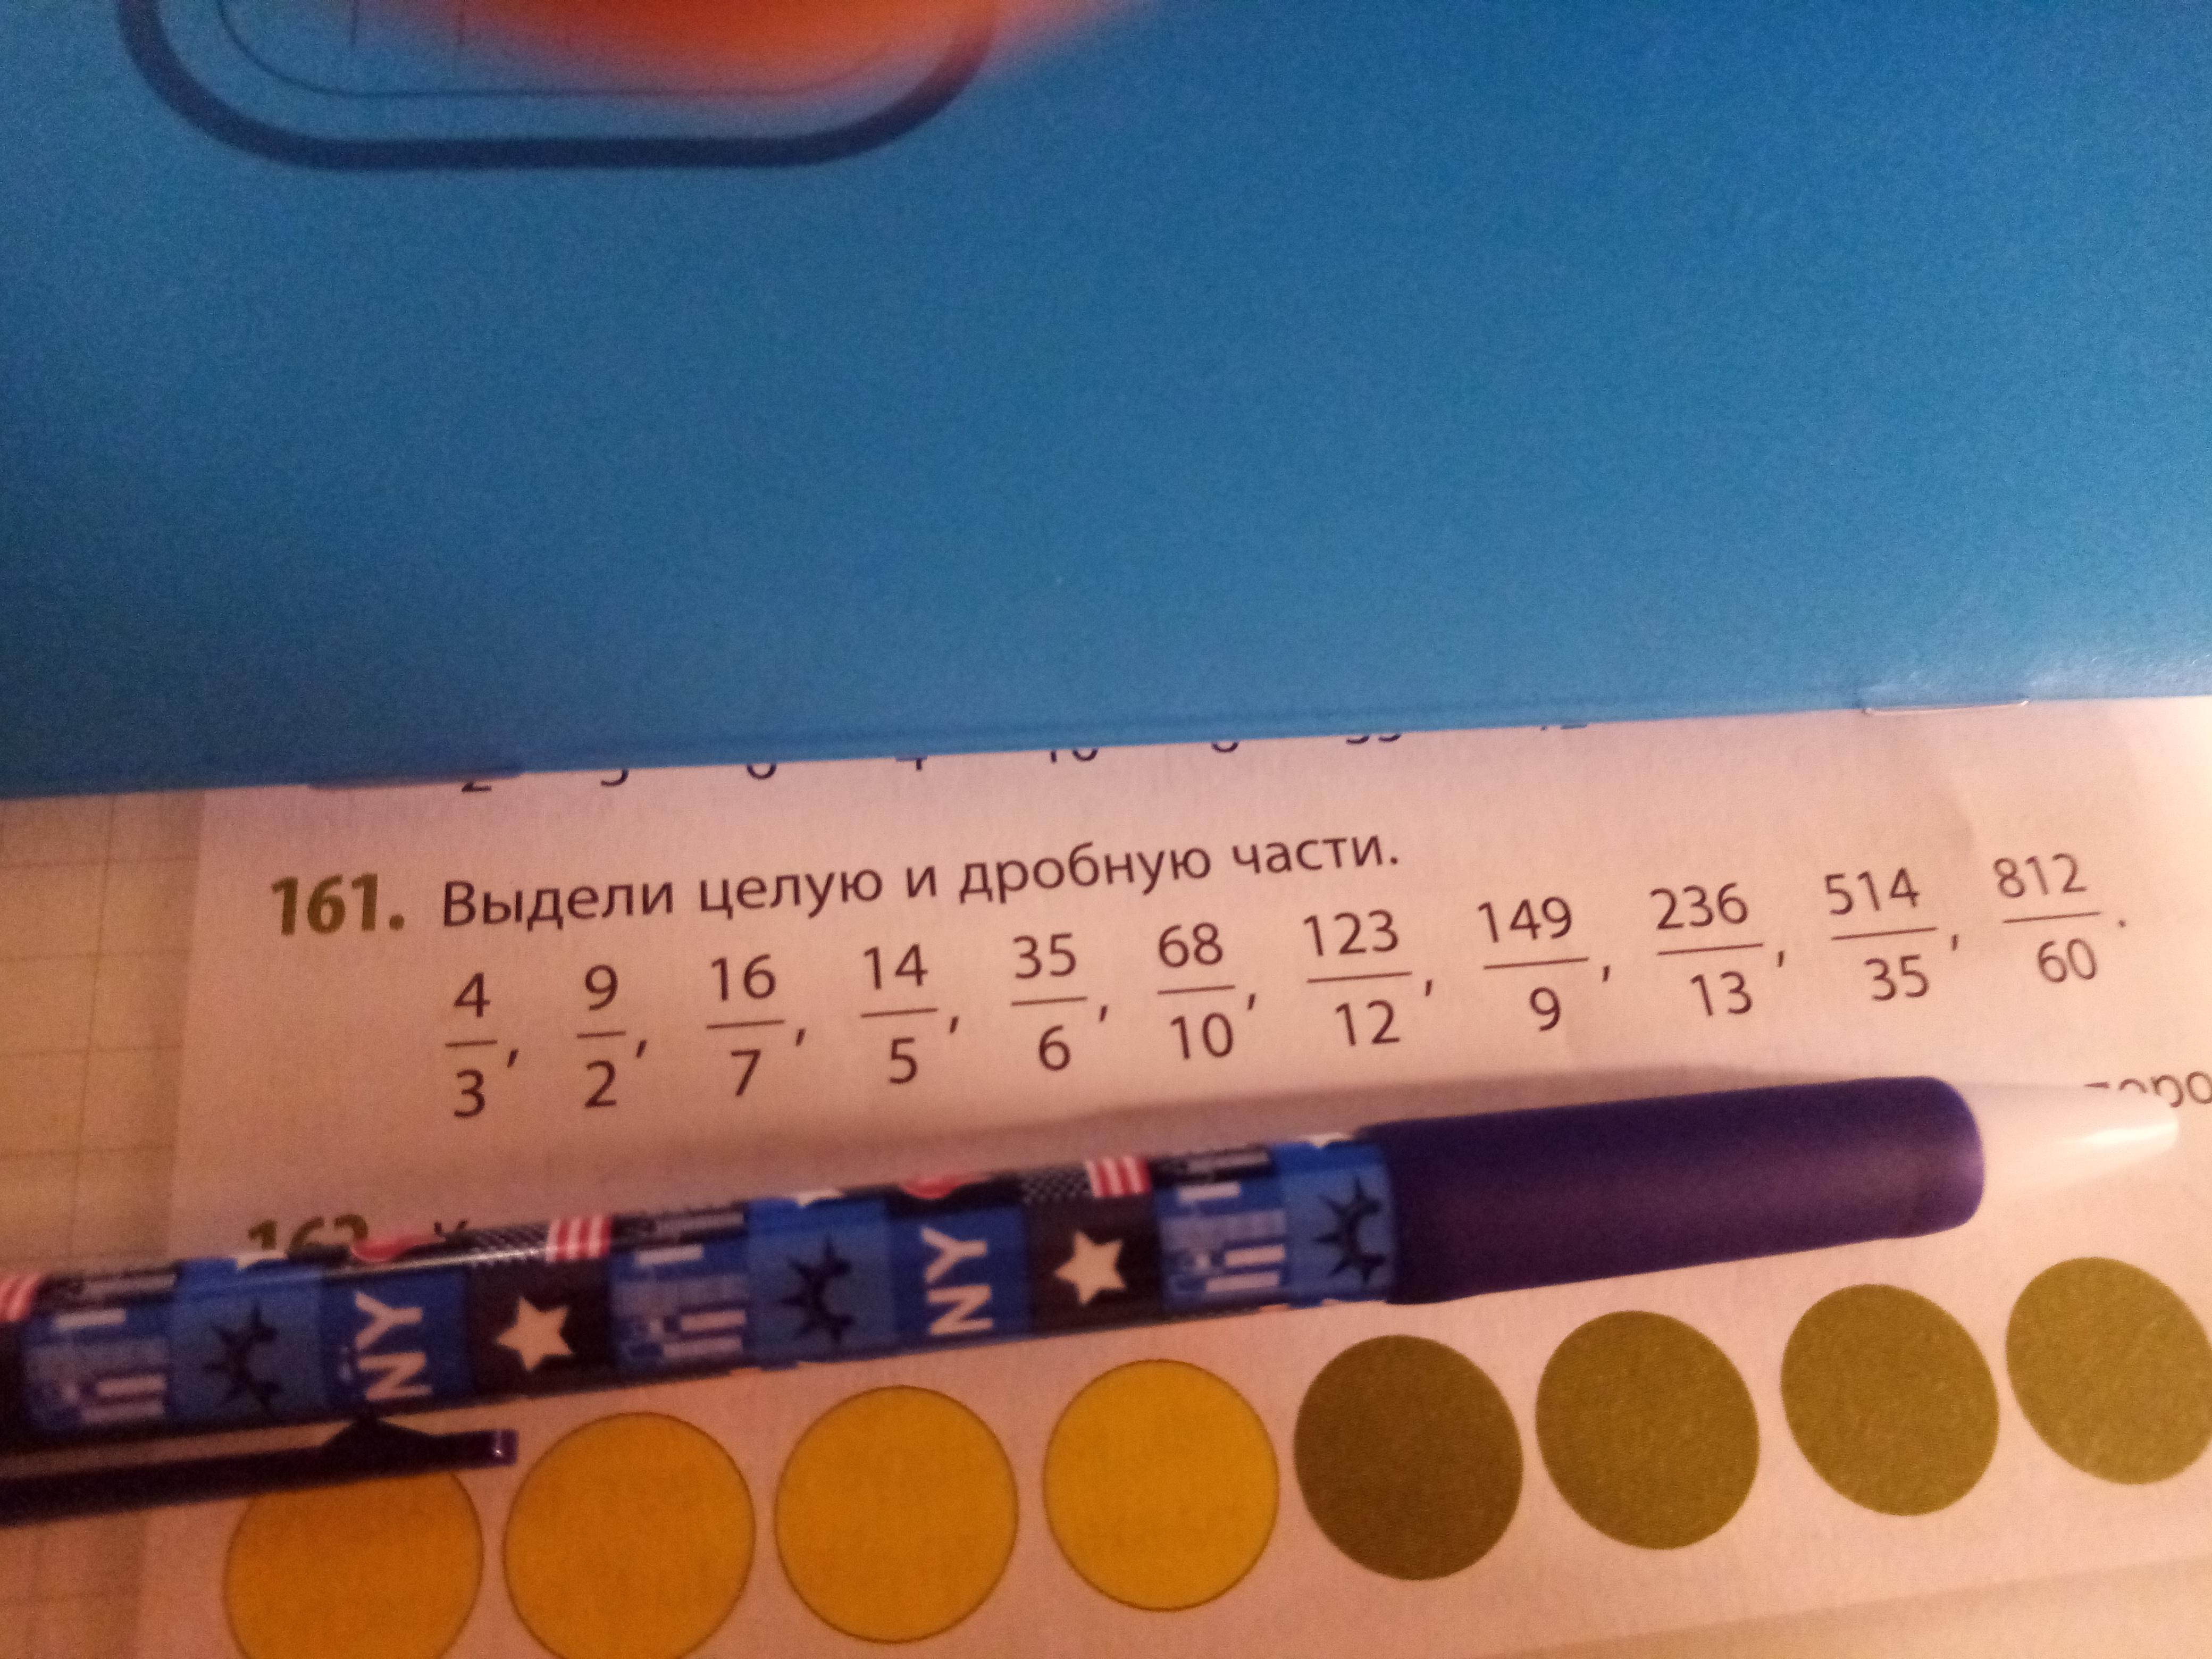 161. Выдели целую и дробную части.
4/3, 9/2, 16/7, 14/5, 35/6, 68/10, 123/12, 149/9, 236/13, 514/35, 812/60.
NY NY